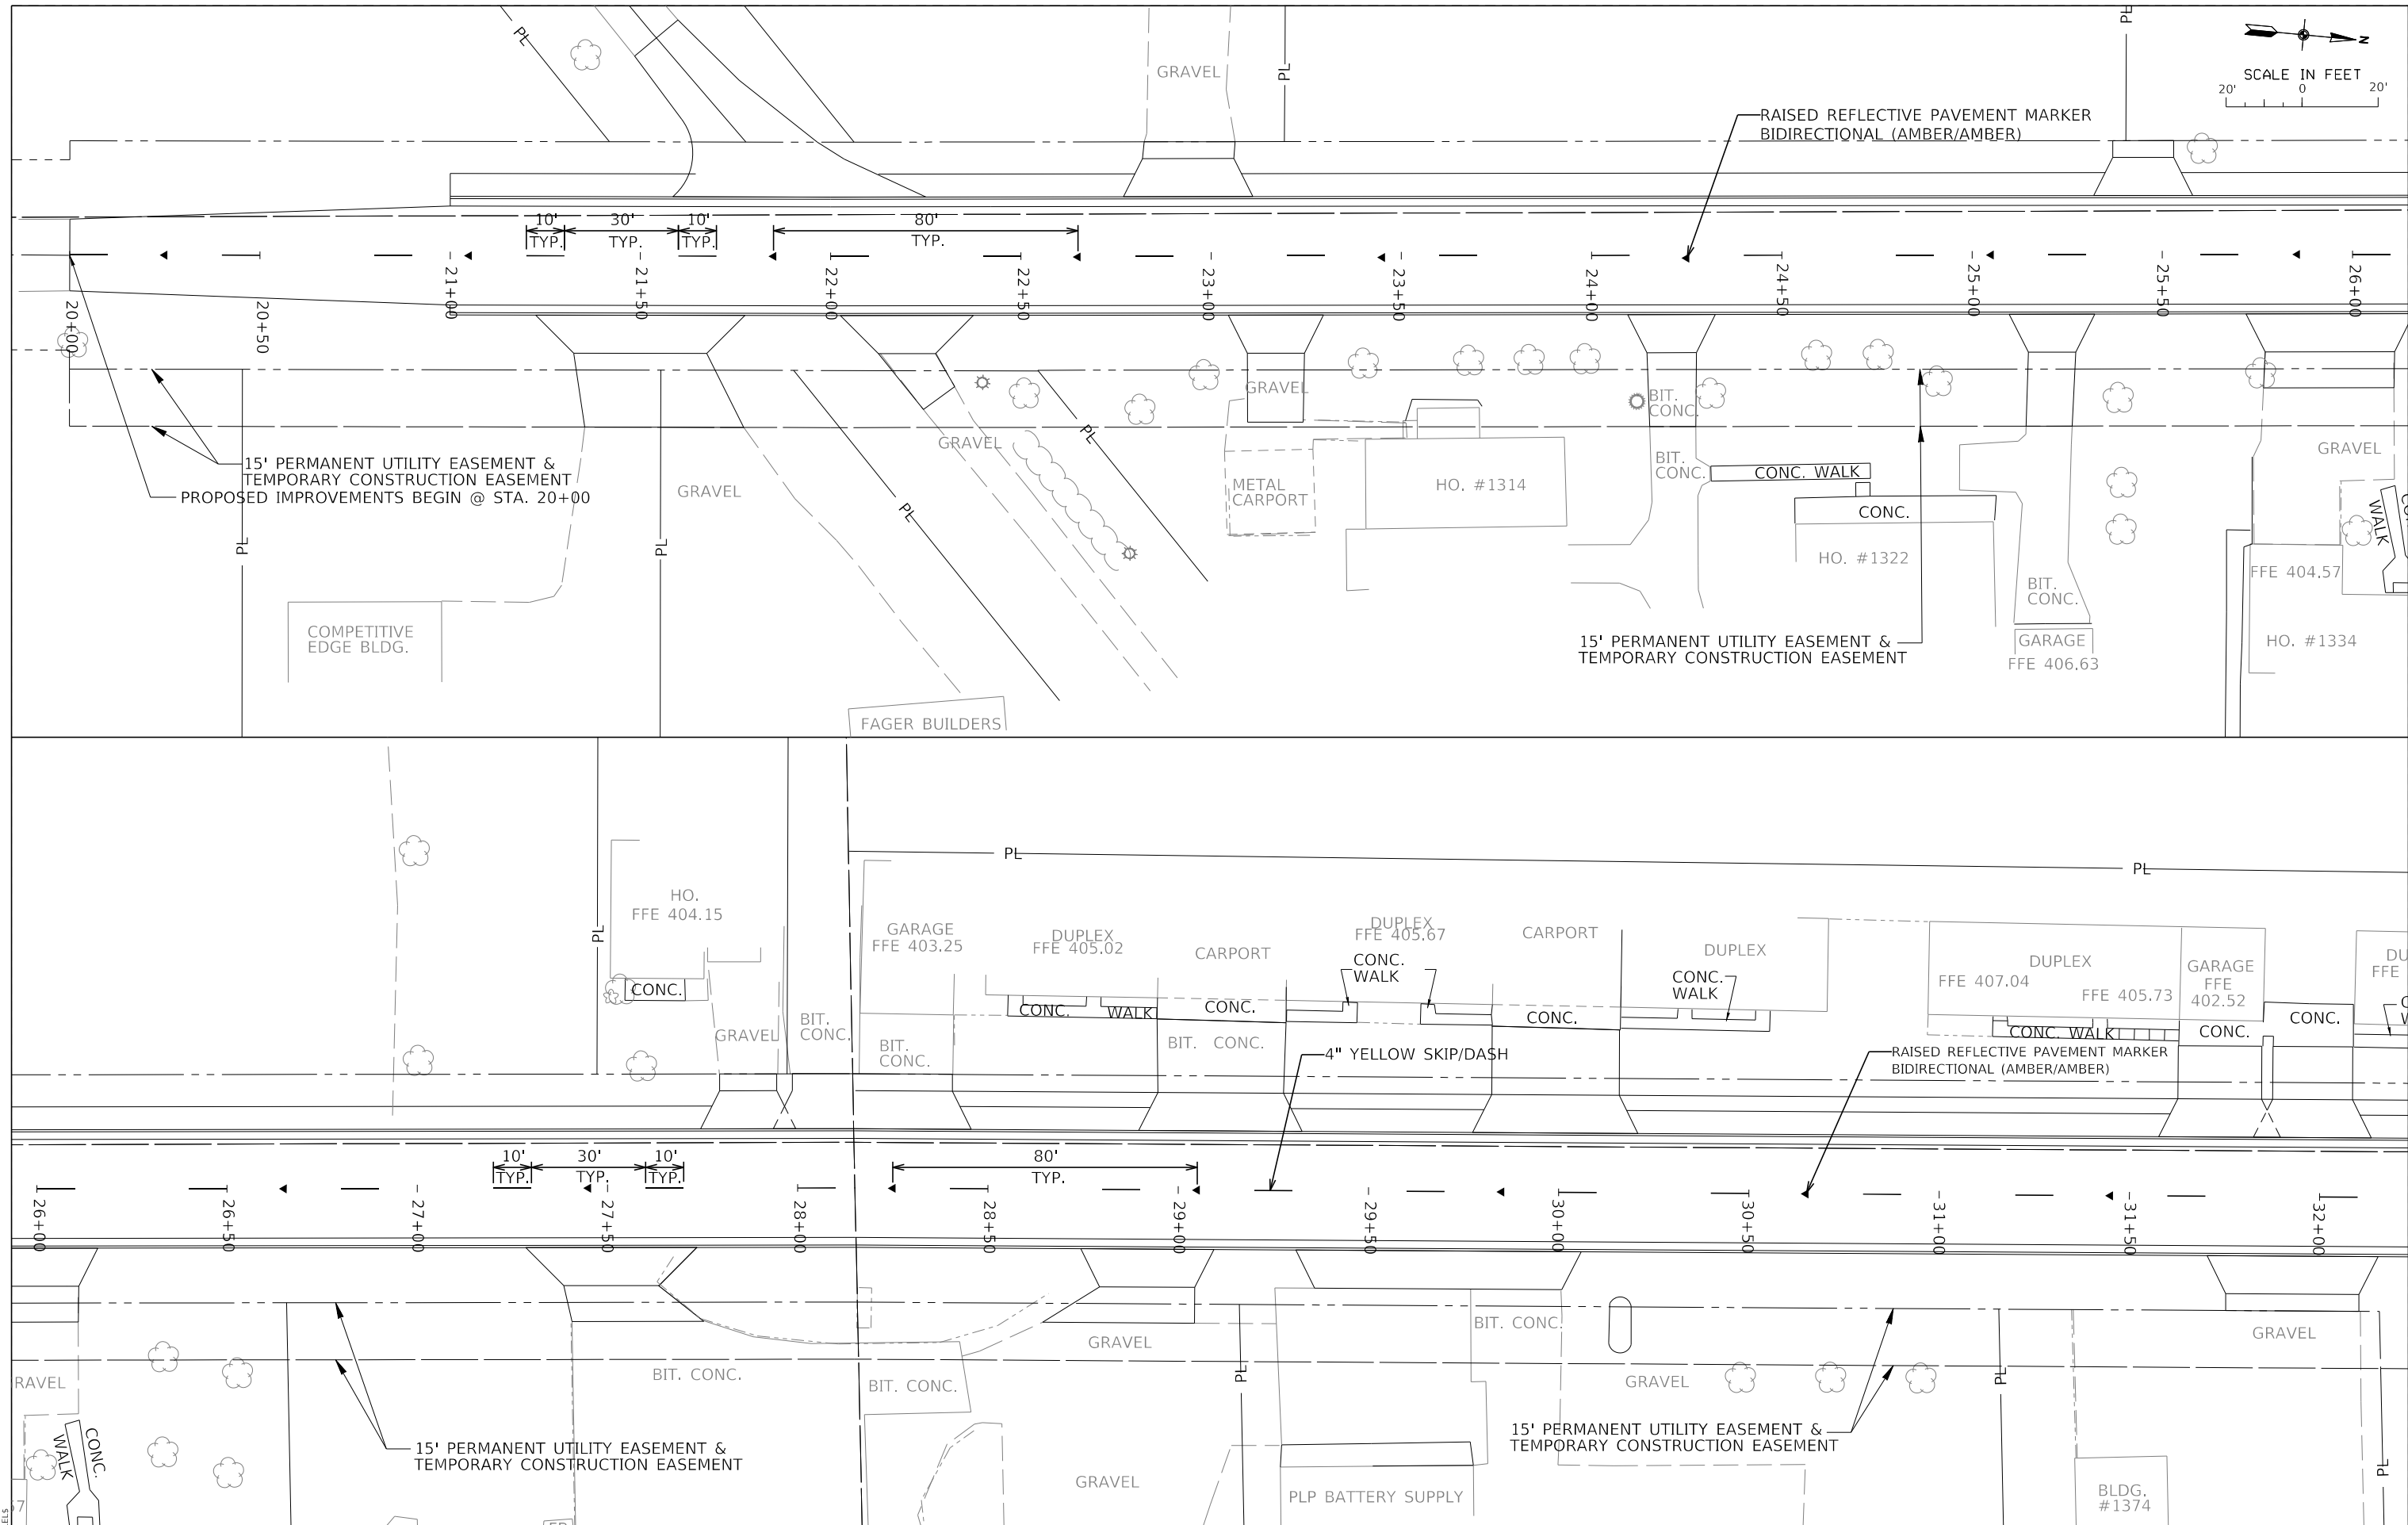 PL
GRAVEL
PL
PL
N
SCALE IN FEET
20' 0 20'
RAISED REFLECTIVE PAVEMENT MARKER
BIDIRECTIONAL (AMBER/AMBER)
10' 30' 10' 80'
TYP. TYP. TYP. TYP.
20+00 20+50 21+00 21+50 22+00 22+50 23+00 23+50 24+00 24+50 25+00 25+50 26+00
GRAVEL
BIT.
CONC.
PL
GRAVEL
15' PERMANENT UTILITY EASEMENT &
TEMPORARY CONSTRUCTION EASEMENT
PROPOSED IMPROVEMENTS BEGIN @ STA. 20+00
GRAVEL
PL
METAL
CARPORT
HO. #1314
BIT.
CONC.
CONC. WALK
CONC.
GRAVEL
WALK
PL
PL
HO. #1322
FFE 404.57
BIT.
CONC.
COMPETITIVE
EDGE BLDG.
15' PERMANENT UTILITY EASEMENT &
TEMPORARY CONSTRUCTION EASEMENT
GARAGE
FFE 406.63
HO. #1334
FAGER BUILDERS
PL
PL
HO.
FFE 404.15
PL
GARAGE
FFE 403.25
DUPLEX
FFE 405.02
CARPORT
DUPLEX
FFE 405.67
CARPORT
DUPLEX
DUPLEX
FFE 407.04
FFE 405.73
GARAGE
FFE
402.52
DU
FFE
CONC.
WALK
CONC.
WALK
CONC.
CONC. WALK
CONC.
CONC.
CONC. WALK
CONC.
CONC.
GRAVEL
BIT.
CONC.
BIT.
CONC.
BIT. CONC.
4" YELLOW SKIP/DASH
RAISED REFLECTIVE PAVEMENT MARKER
BIDIRECTIONAL (AMBER/AMBER)
10' 30' 10' 80'
TYP. TYP. TYP. TYP.
26+00 26+50 27+00 27+50 28+00 28+50 29+00 29+50 30+00 30+50 31+00 31+50 32+00
GRAVEL
BIT. CONC.
GRAVEL
RAVEL
BIT. CONC.
BIT. CONC.
PL
GRAVEL
PL
CONC.
WALK
15' PERMANENT UTILITY EASEMENT &
TEMPORARY CONSTRUCTION EASEMENT
15' PERMANENT UTILITY EASEMENT &
TEMPORARY CONSTRUCTION EASEMENT
PL
GRAVEL
PLP BATTERY SUPPLY
BLDG.
#1374